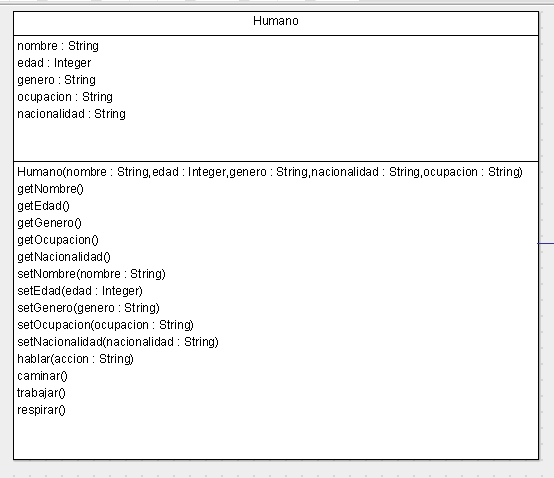 Humano
nombre : String
edad : Integer
genero : String
ocupacion : String
nacionalidad : String
Humano(nombre : String,edad : Integer,genero : String,nacionalidad : String,ocupacion : String)
getNombre()
getEdad()
getGenero()
getOcupacion()
getNacionalidad()
setNombre(nombre : String)
setEdad(edad : Integer)
setGenero(genero : String)
setOcupacion(ocupacion : String)
setNacionalidad(nacionalidad : String)
hablar(accion : String)
caminar()
trabajar()
respirar()